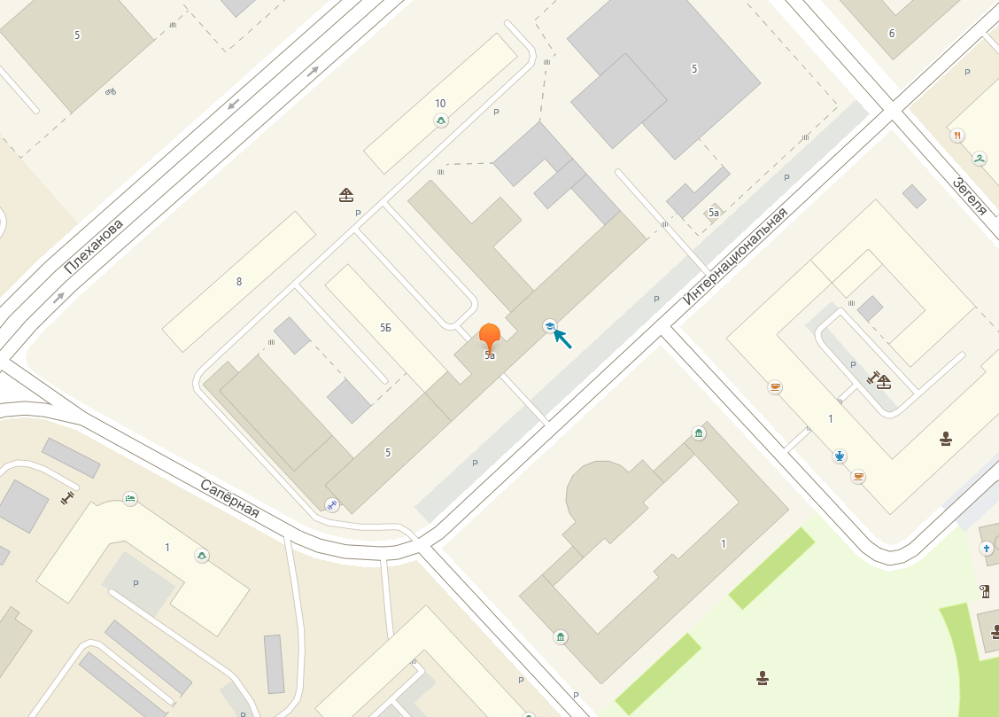 5
6
5
Р
10
Р
Зегеля
Р
5а
Р
Плеханова
Интернациональная
8
Р
5Б
5а
Р
1
5
Р
Сапёрная
1
1
Р
Р
Р
Р